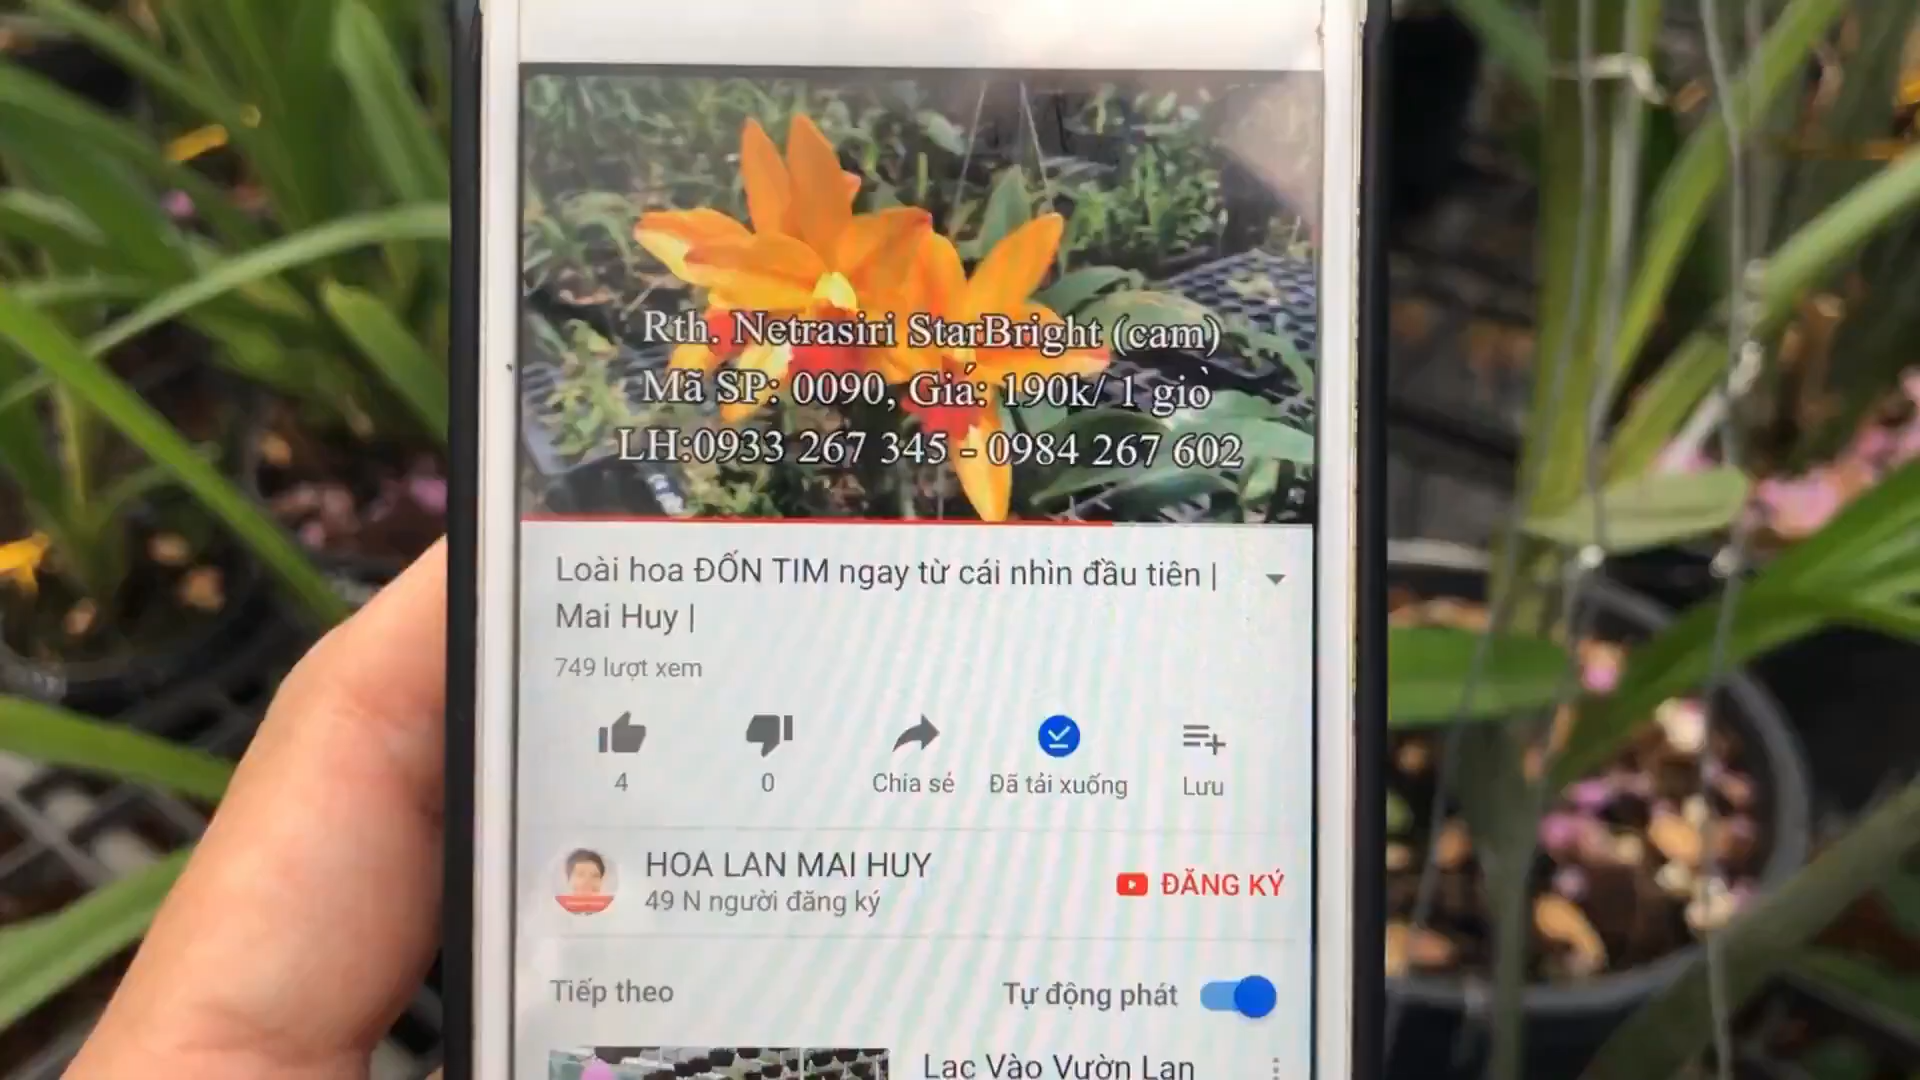 Rth. Netrasiri StarBright (cam)
Mã SP: 0090, Giá: 190k/ 1 giò
LH:0933 267 345 - 0984 267 602
Loài hoa ĐỐN TIM ngay từ cái nhìn đầu tiên |
Mai Huy |
749 lượt xem
4
0
Chia sẻ
Đã tải xuống
Lưu
HOA LAN MAI HUY
49 N người đăng ký
ĐĂNG KÝ
Tiếp theo
Tự động phát
Lạc Vào Vườn Lan